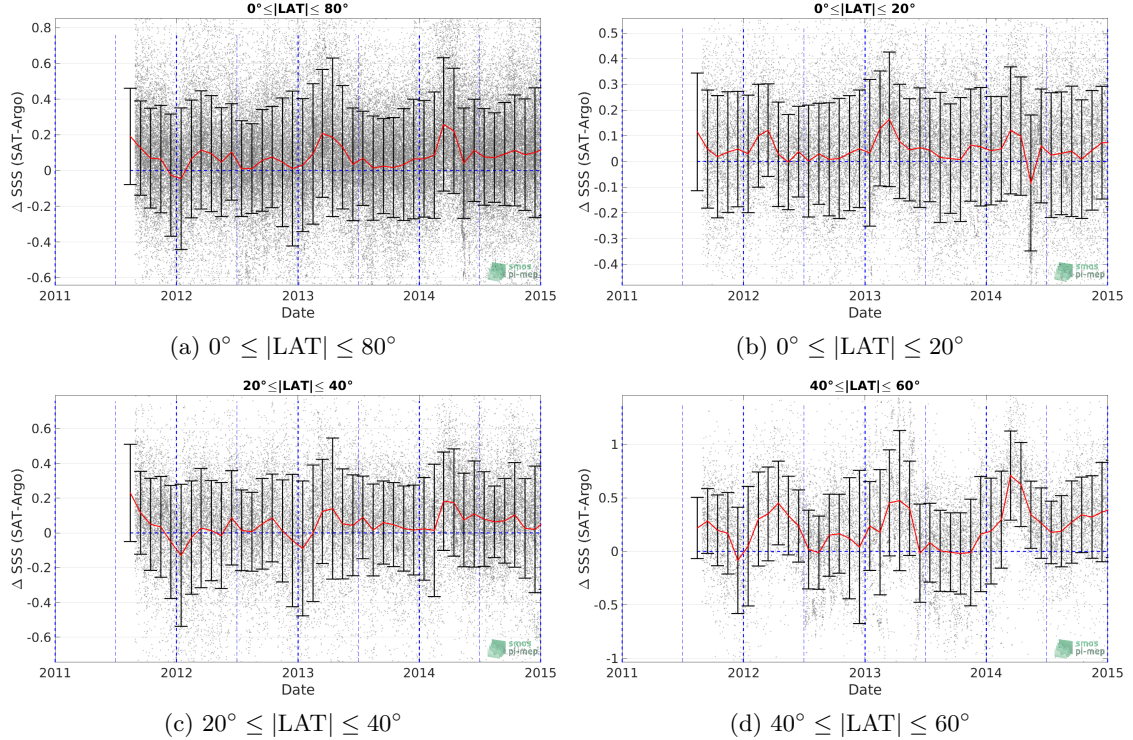 0°≤|LAT|≤ 80°
Δ SSS (SAT-Argo)
0.8
0.6
0.4
0.2
0
-0.2
-0.4
-0.6
smos
pi-mep
2011 2012 2013 2014 2015
Date
(a) 0° ≤ |LAT| ≤ 80°
0°≤|LAT|≤ 20°
Δ SSS (SAT-Argo)
0.5
0.4
0.3
0.2
0.1
0
-0.1
-0.2
-0.3
-0.4
smos
pi-mep
2011 2012 2013 2014 2015
Date
(b) 0° ≤ |LAT| ≤ 20°
20°≤|LAT|≤ 40°
Δ SSS (SAT-Argo)
0.6
0.4
0.2
0
-0.2
-0.4
-0.6
smos
pi-mep
2011 2012 2013 2014 2015
Date
(c) 20° ≤ |LAT| ≤ 40°
40°≤|LAT|≤ 60°
Δ SSS (SAT-Argo)
1
0.5
0
-0.5
-1
smos
pi-mep
2011 2012 2013 2014 2015
Date
(d) 40° ≤ |LAT| ≤ 60°